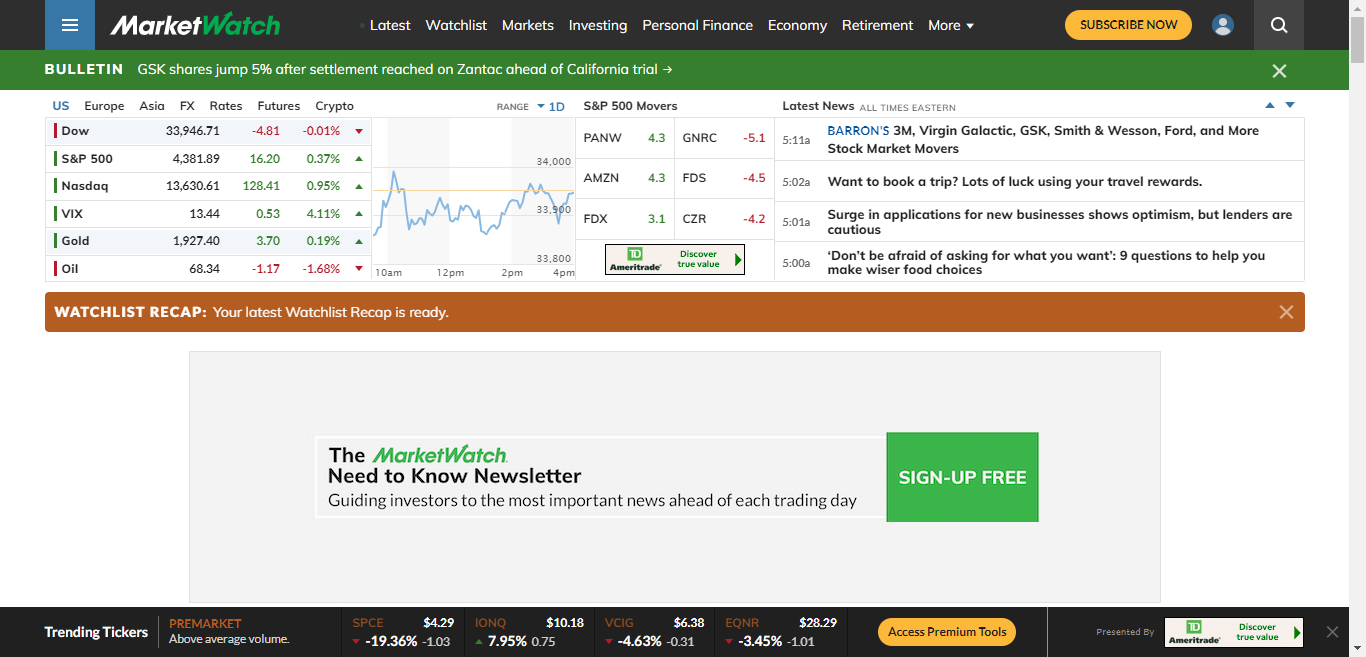 MarketWatch
Latest Watchlist Markets Investing Personal Finance Economy Retirement More
SUBSCRIBE NOW
BULLETIN GSK shares jump 5% after settlement reached on Zantac ahead of California trial →
US Europe Asia FX Rates Futures Crypto
RANGE 1D
Dow 33,946.71 -4.81 -0.01%
S&P 500 4,381.89 16.20 0.37%
Nasdaq 13,630.61 128.41 0.95%
VIX 13.44 0.53 4.11%
Gold 1,927.40 3.70 0.19%
Oil 68.34 -1.17 -1.68%
34,000
33,900
33,800
10am 12pm 2pm 4pm
S&P 500 Movers
PANW 4.3 GNRC -5.1
AMZN 4.3 FDS -4.5
FDX 3.1 CZR -4.2
TD
Ameritrade
Discover
true value
Latest News ALL TIMES EASTERN
5:11a BARRON'S 3M, Virgin Galactic, GSK, Smith & Wesson, Ford, and More
Stock Market Movers
5:02a Want to book a trip? Lots of luck using your travel rewards.
5:01a Surge in applications for new businesses shows optimism, but lenders are
cautious
5:00a ‘Don’t be afraid of asking for what you want’: 9 questions to help you
make wiser food choices
WATCHLIST RECAP: Your latest Watchlist Recap is ready.
The MarketWatch
Need to Know Newsletter
Guiding investors to the most important news ahead of each trading day
SIGN-UP FREE
Trending Tickers
PREMARKET
Above average volume.
SPCE $4.29
-19.36% -1.03
IONQ $10.18
7.95% 0.75
VCIG $6.38
-4.63% -0.31
EQNR $28.29
-3.45% -1.01
Access Premium Tools
Presented By
TD
Ameritrade
Discover
true value